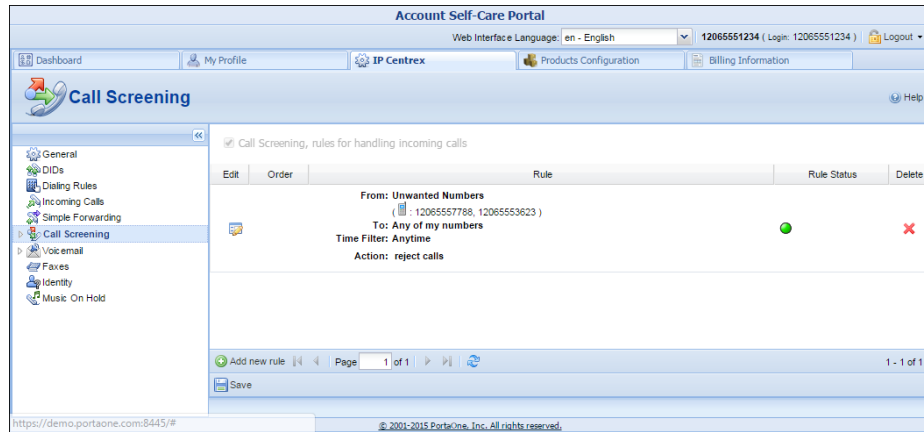 Account Self-Care Portal
Web Interface Language: en - English 12065551234 ( Login: 12065551234 ) Logout
Dashboard My Profile IP Centrex Products Configuration Billing Information
Call Screening Help
General
DIDs
Dialing Rules
Incoming Calls
Simple Forwarding
Call Screening
Voicemail
Faxes
Identity
Music On Hold
Call Screening, rules for handling incoming calls
Edit Order Rule Rule Status Delete
From: Unwanted Numbers
( : 12065557788, 12065553623 )
To: Any of my numbers
Time Filter: Anytime
Action: reject calls
Add new rule Page 1 of 1 1 - 1 of 1
Save
https://demo.portaone.com:8445/# © 2001-2015 PortaOne, Inc. All rights reserved.